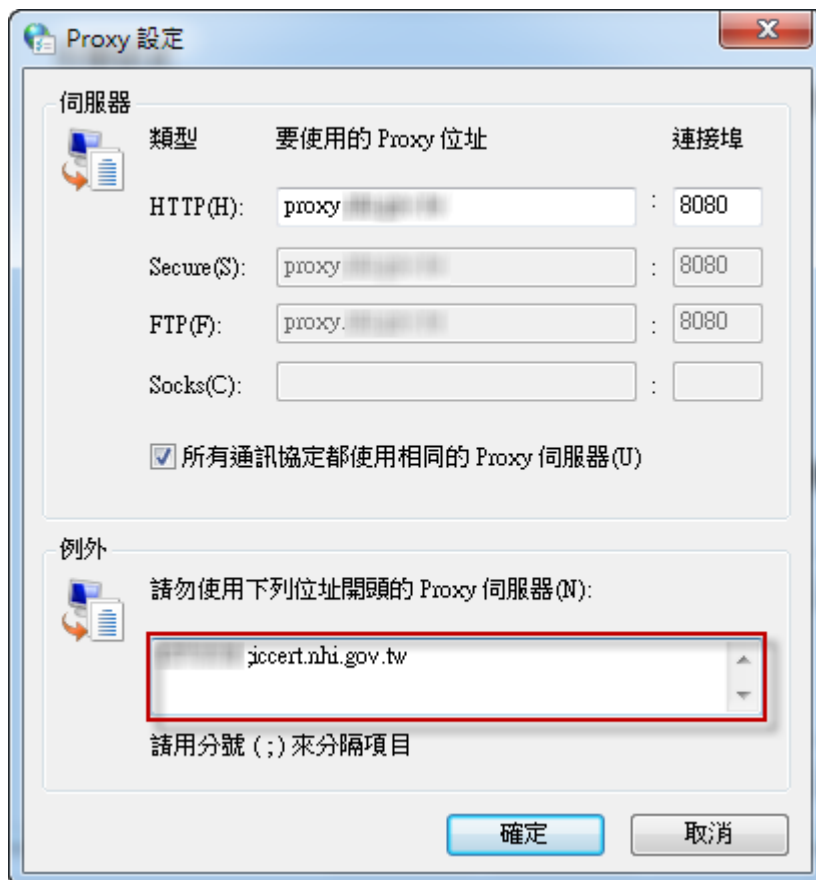 Proxy 設定
伺服器
類型 要使用的 Proxy 位址 連接埠
HTTP(H): proxy : 8080
Secure(S): proxy : 8080
FTP(F): proxy. : 8080
Socks(C): :
所有通訊協定都使用相同的 Proxy 伺服器(U)
例外
請勿使用下列位址開頭的 Proxy 伺服器(N):
;iccert.nhi.gov.tw
請用分號 ( ; ) 來分隔項目
確定 取消